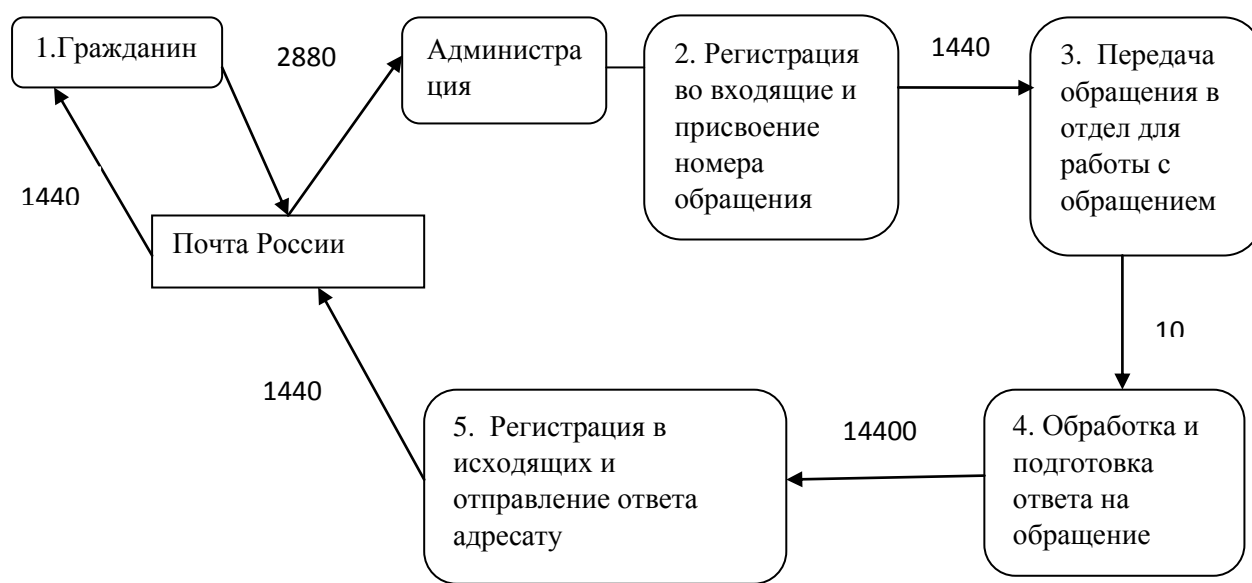 1.Гражданин
2880
Администра
ция
2. Регистрация
во входящие и
присвоение
номера
обращения
1440
3. Передача
обращения в
отдел для
работы с
обращением
1440
Почта России
10
1440
5. Регистрация в
исходящих и
отправление ответа
адресату
14400
4. Обработка и
подготовка
ответа на
обращение